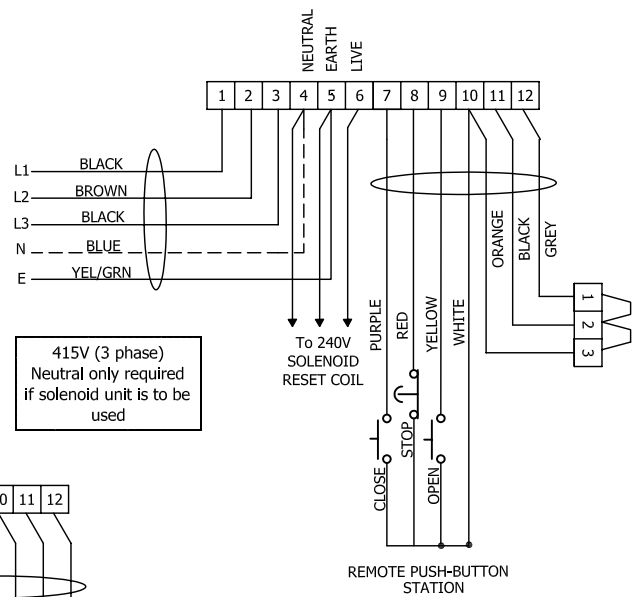 NEUTRAL
EARTH
LIVE
1 2 3 4 5 6 7 8 9 10 11 12
L1 BLACK
L2 BROWN
L3 BLACK
N BLUE
E YEL/GRN
415V (3 phase)
Neutral only required
if solenoid unit is to be
used
To 240V
SOLENOID
RESET COIL
PURPLE
RED
YELLOW
WHITE
ORANGE
BLACK
GREY
1
2
3
CLOSE
STOP
OPEN
REMOTE PUSH-BUTTON
STATION
0 11 12